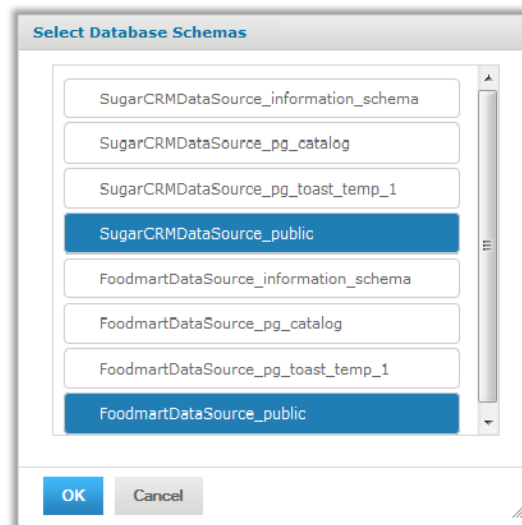 Select Database Schemas
SugarCRMDataSource_information_schema
SugarCRMDataSource_pg_catalog
SugarCRMDataSource_pg_toast_temp_1
SugarCRMDataSource_public
FoodmartDataSource_information_schema
FoodmartDataSource_pg_catalog
FoodmartDataSource_pg_toast_temp_1
FoodmartDataSource_public
OK Cancel